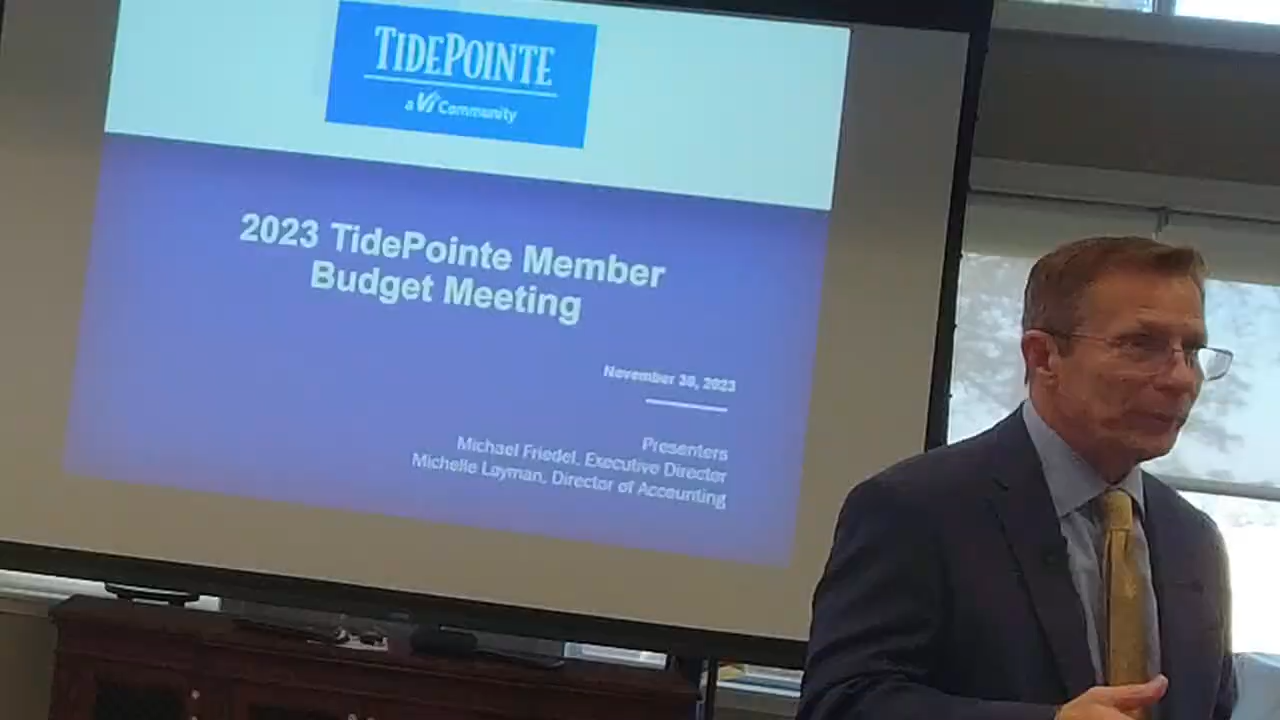 TIDEPOINTE
a Vi Community
2023 TidePointe Member
Budget Meeting
November 30, 2023
Presenters
Michael Friedel, Executive Director
Michelle Layman, Director of Accounting